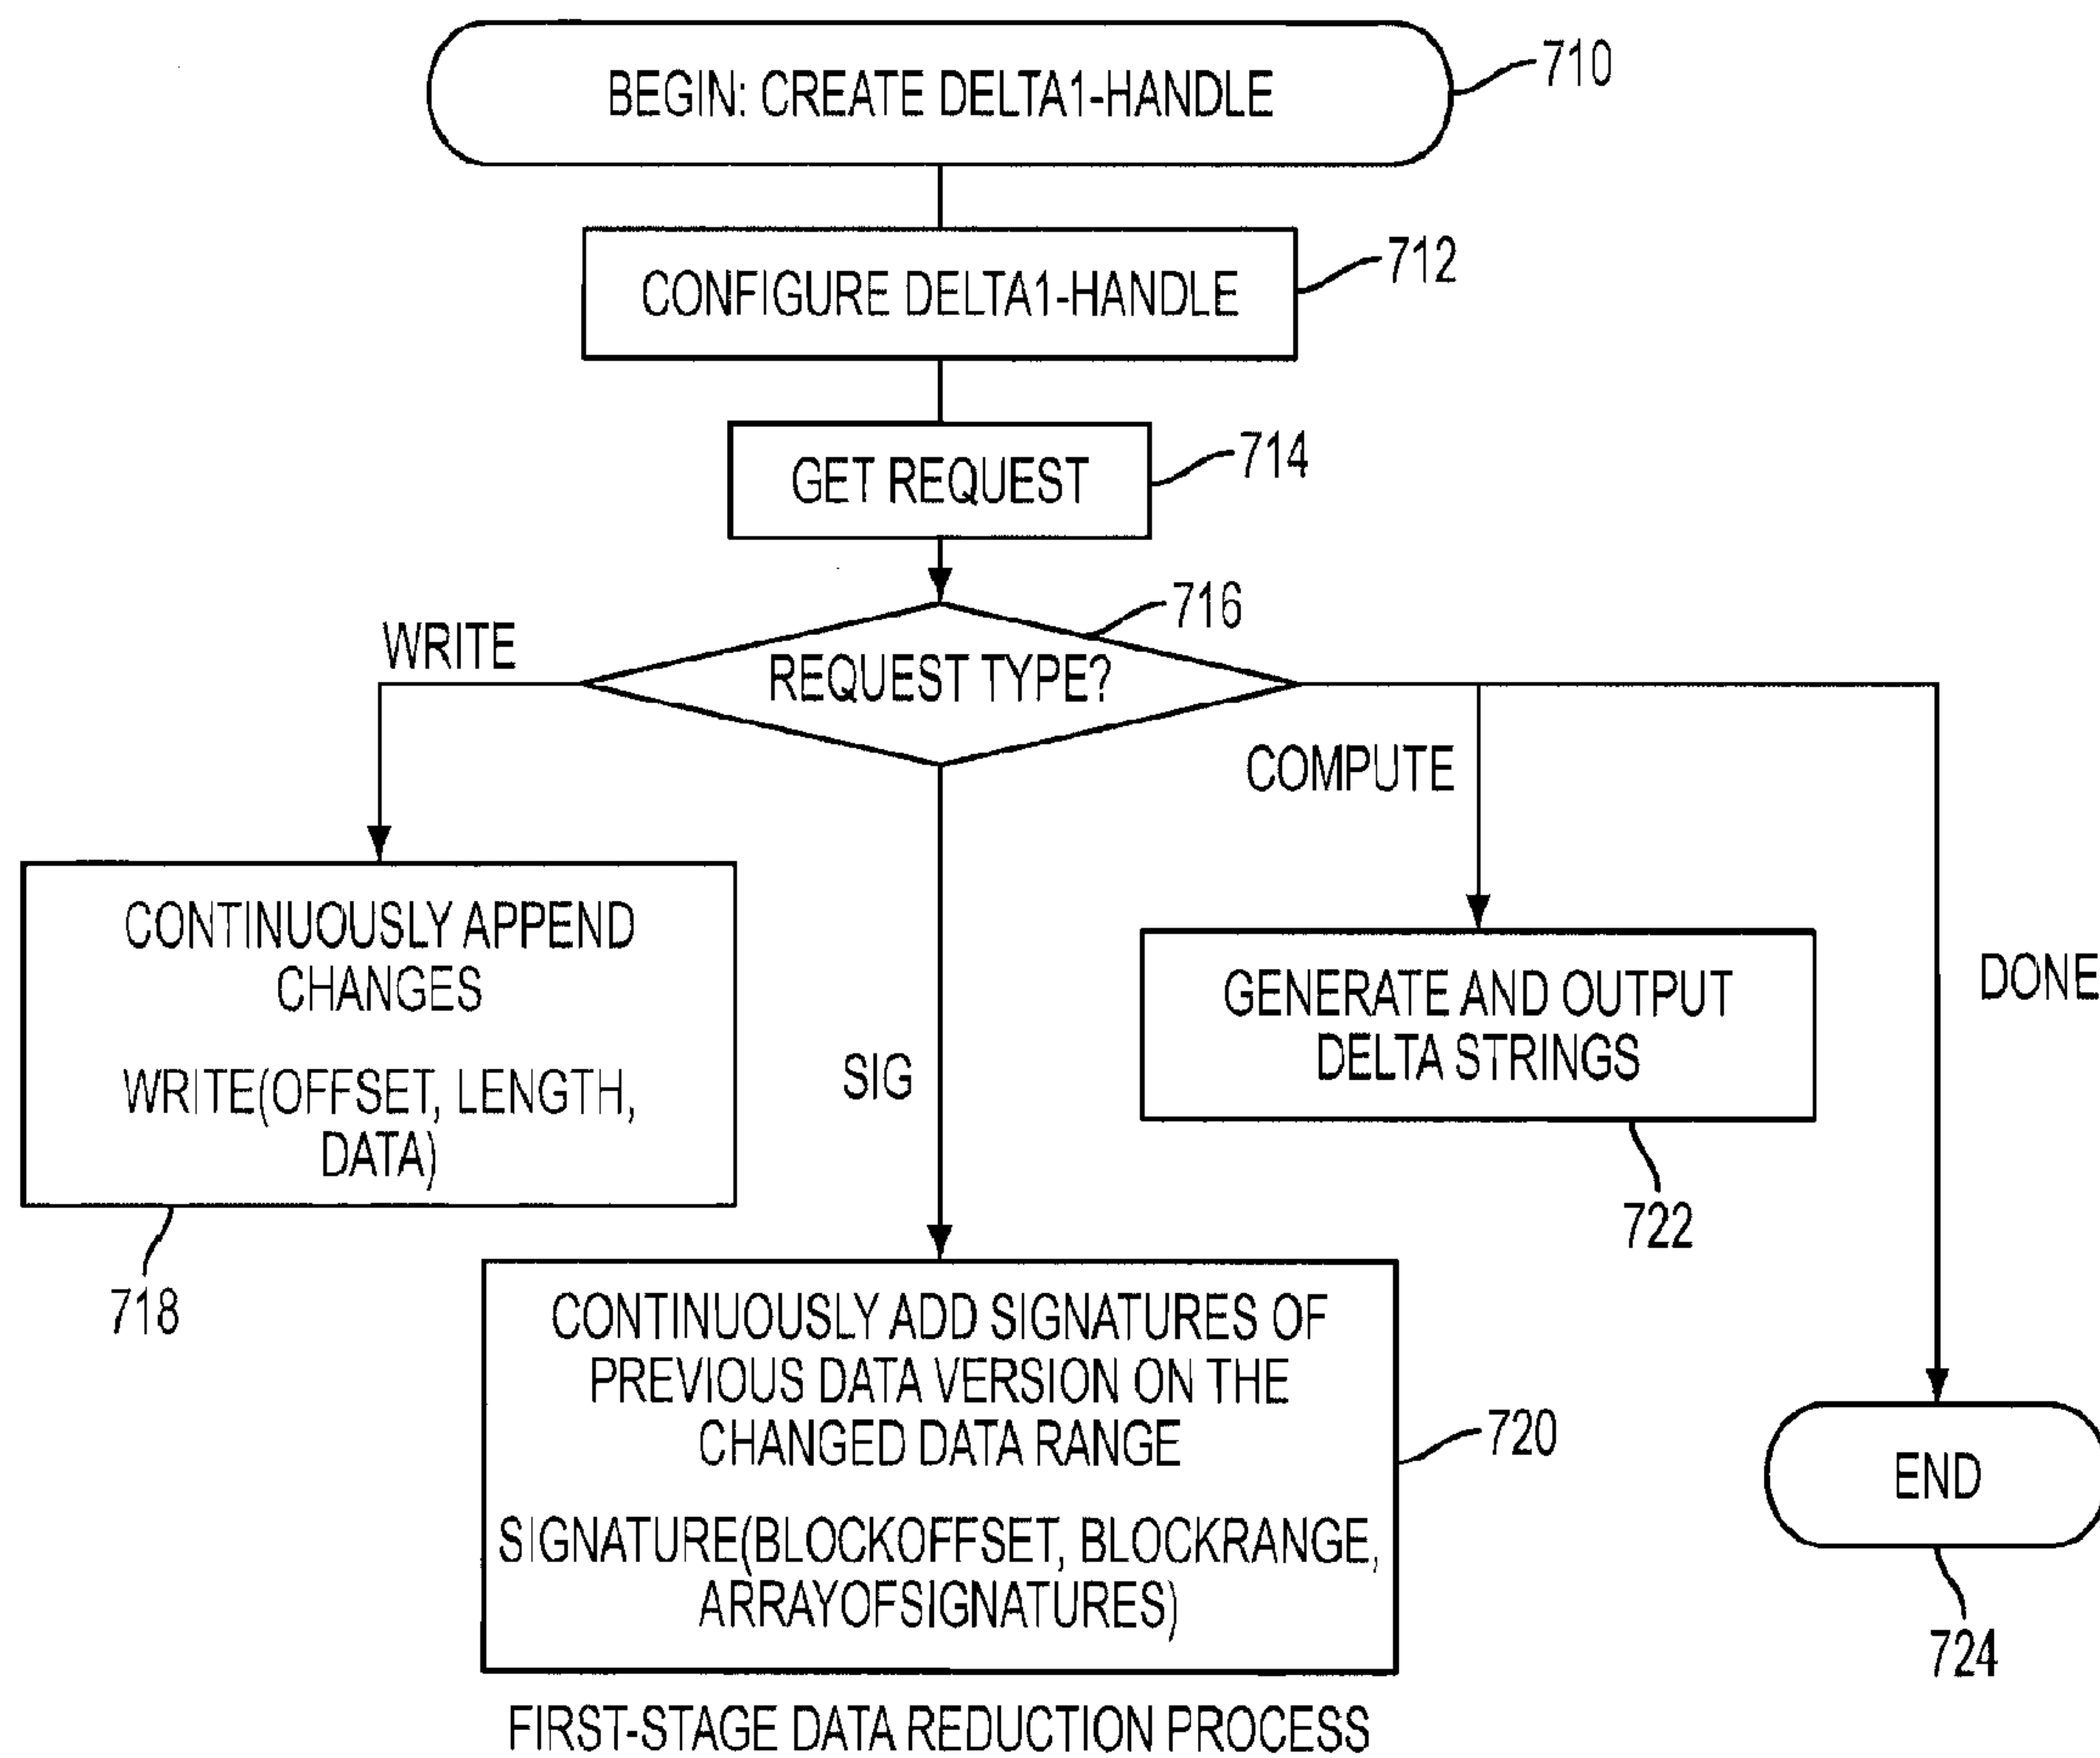 BEGIN: CREATE DELTA1-HANDLE
710
CONFIGURE DELTA1-HANDLE
712
GET REQUEST
714
716
WRITE
REQUEST TYPE?
COMPUTE
CONTINUOUSLY APPEND
CHANGES
WRITE(OFFSET, LENGTH,
DATA)
718
SIG
GENERATE AND OUTPUT
DELTA STRINGS
722
DONE
CONTINUOUSLY ADD SIGNATURES OF
PREVIOUS DATA VERSION ON THE
CHANGED DATA RANGE
SIGNATURE(BLOCKOFFSET, BLOCKRANGE,
ARRAYOFSIGNATURES)
720
END
724
FIRST-STAGE DATA REDUCTION PROCESS